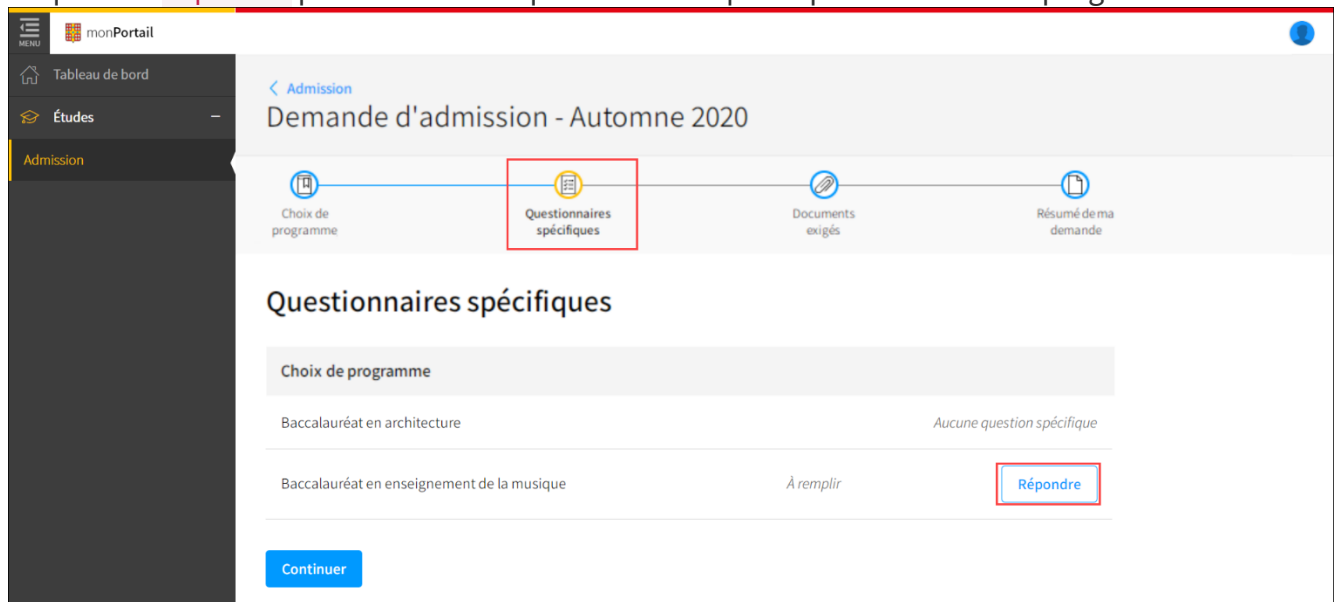 MENU
monPortail
Tableau de bord
Études
Admission
Admission
Demande d'admission - Automne 2020
Choix de
programme
Questionnaires
spécifiques
Documents
exigés
Résumé de ma
demande
Questionnaires spécifiques
Choix de programme
Baccalauréat en architecture Aucune question spécifique
Baccalauréat en enseignement de la musique À remplir Répondre
Continuer